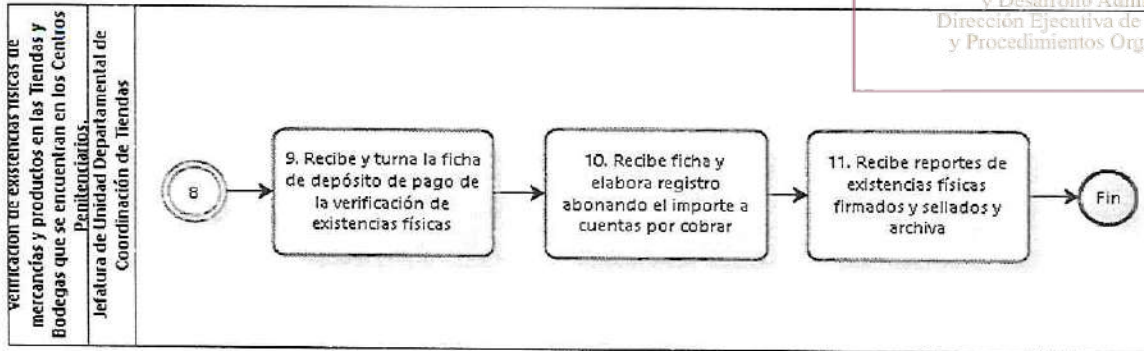 y Desarrollo
Dirección Ejecutiva de
y Procedimientos
Verificación de existencias físicas de
mercancías y productos en las Tiendas y
Bodegas que se encuentran en los Centros
Penitenciarios.
Jefatura de Unidad Departamental de
Coordinación de Tiendas
8
9. Recibe y turna la ficha
de depósito de pago de
la verificación de
existencias físicas
10. Recibe ficha y
elabora registro
abonando el importe a
cuentas por cobrar
11. Recibe reportes de
existencias físicas
firmados y sellados y
archiva
Fin